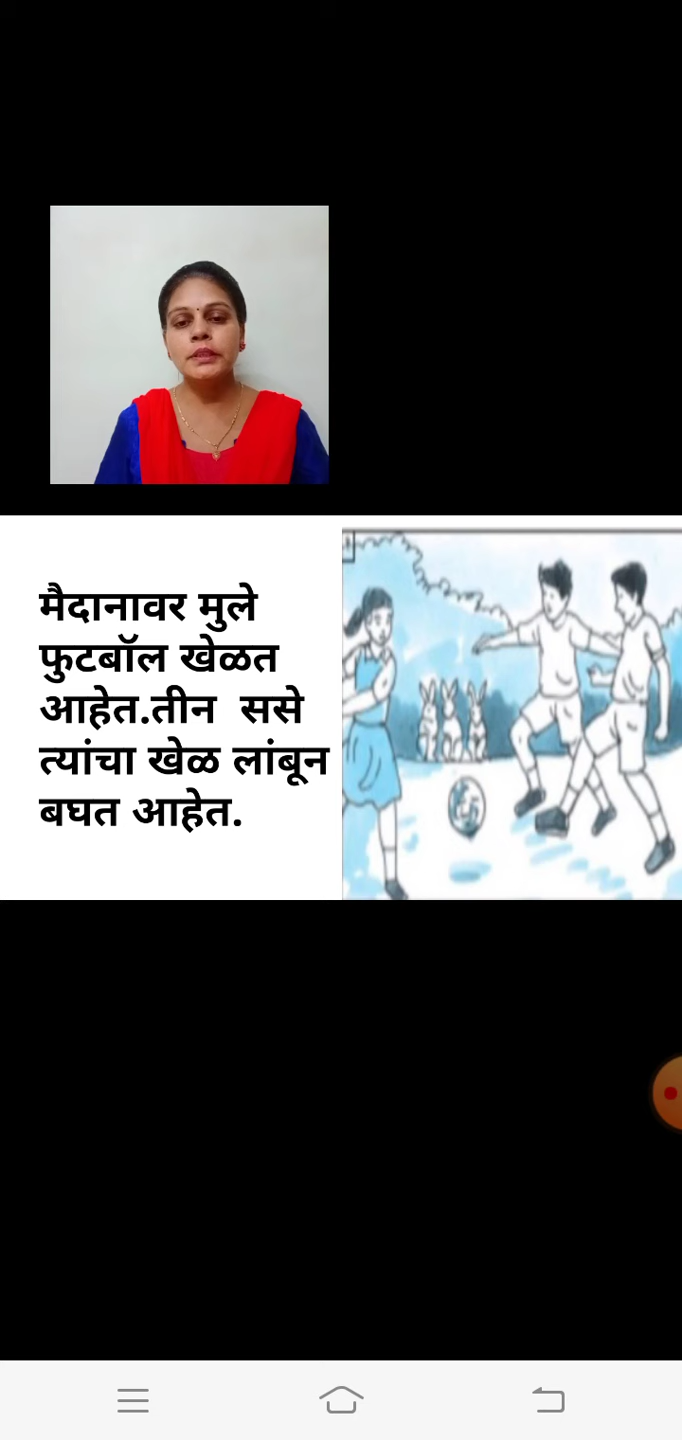 मैदानावर मुले
फुटबॉल खेळत
आहेत.तीन  ससे
त्यांचा खेळ लांबून
बघत आहेत.